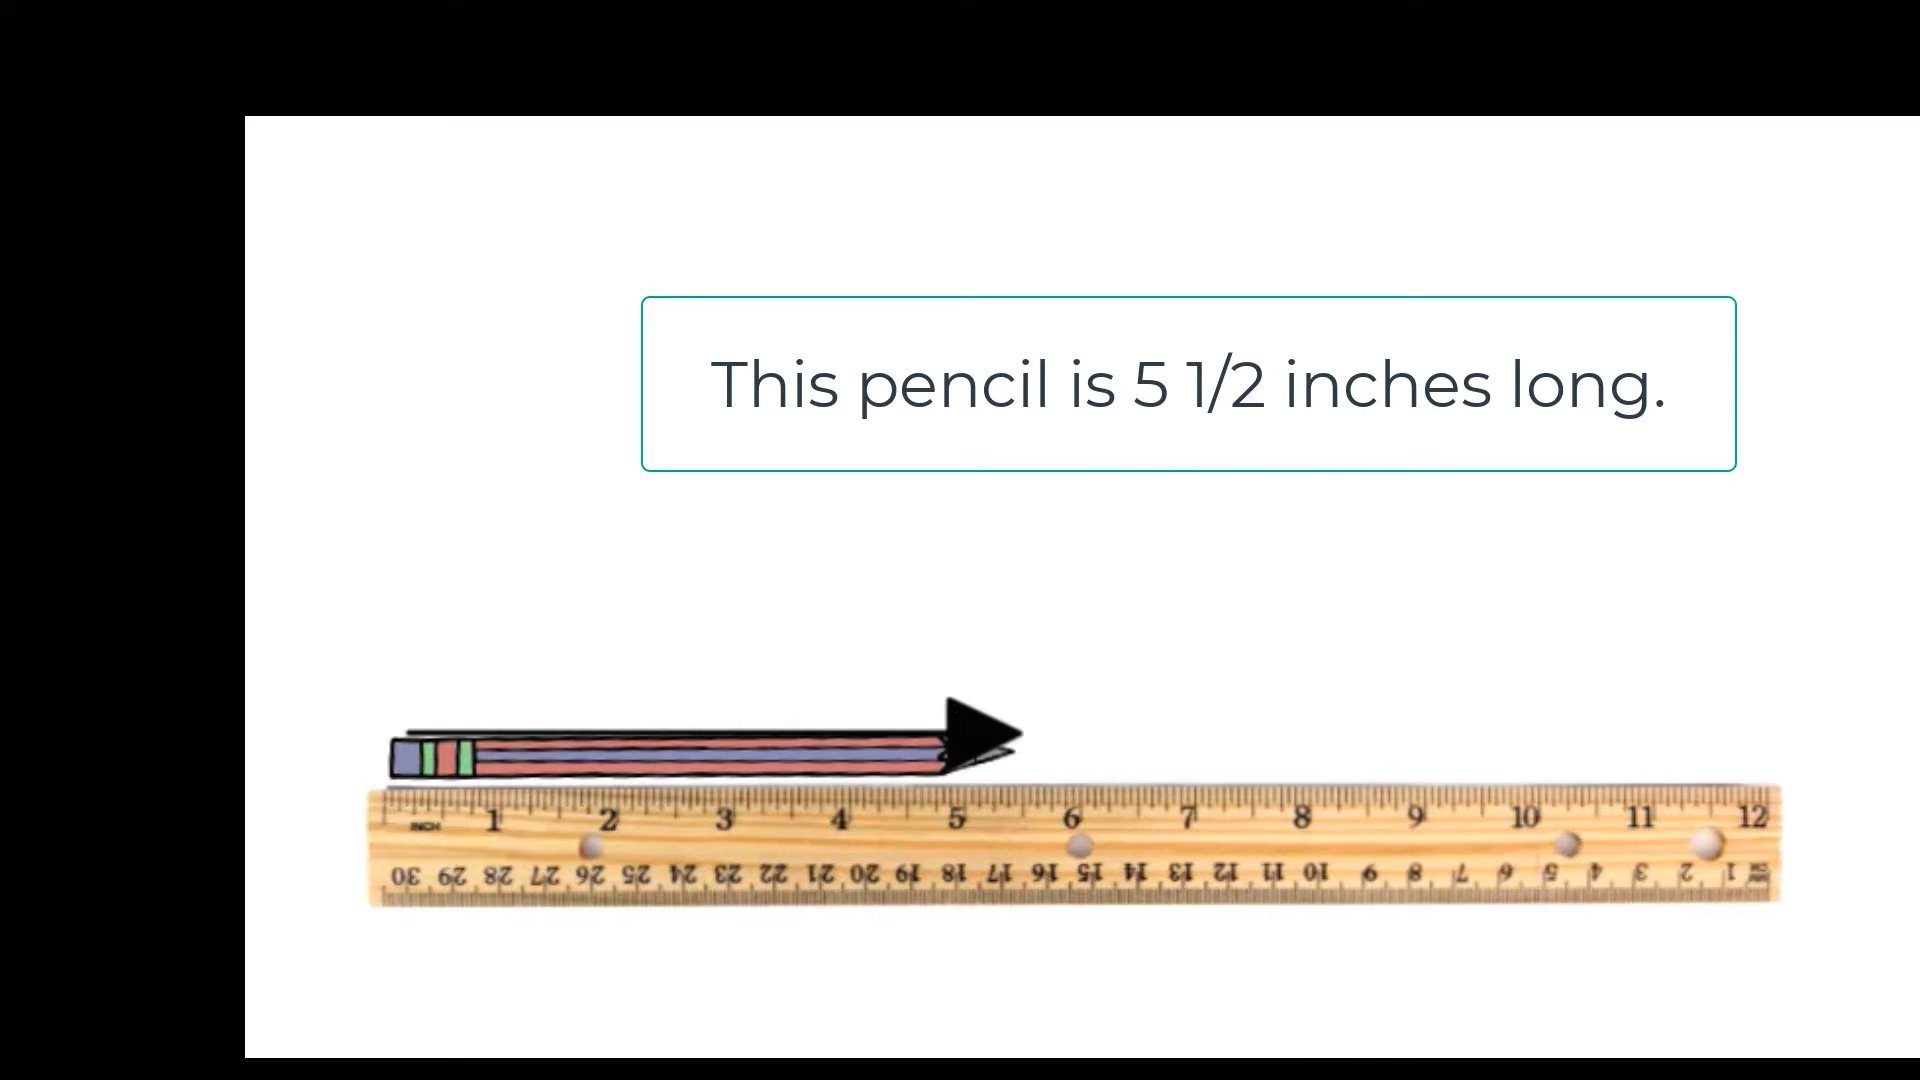 This pencil is 5 1/2 inches long.
1 2 3 4 5 6 7 8 9 10 11 12
INCH
30 29 28 27 26 25 24 23 22 21 20 19 18 17 16 15 14 13 12 11 10 9 8 7 6 5 4 3 2 1